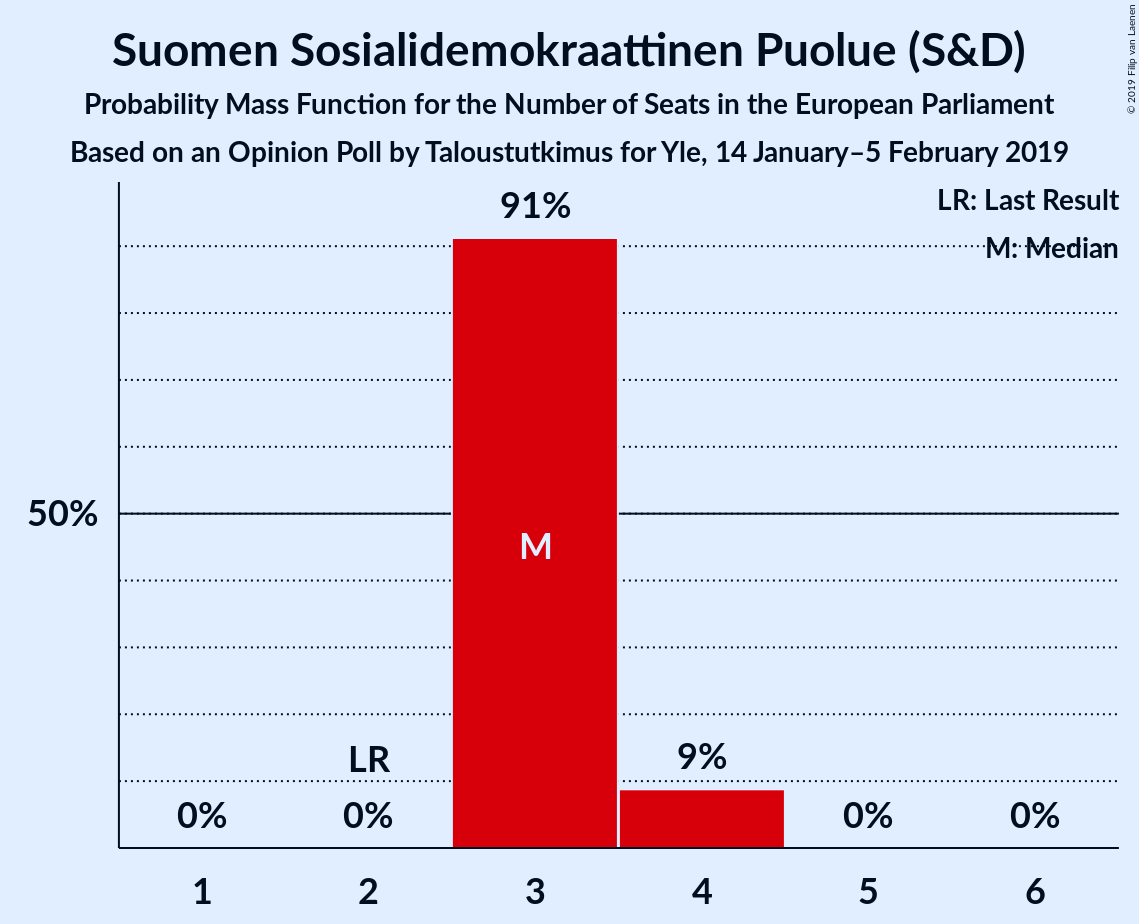 Suomen Sosialidemokraattinen Puolue (S&D)
Probability Mass Function for the Number of Seats in the European Parliament
Based on an Opinion Poll by Taloustutkimus for Yle, 14 January–5 February 2019
© 2019 Filip van Laenen
LR: Last Result
M: Median
91%
50%
M
LR
9%
0%
0%
0%
0%
1
2
3
4
5
6